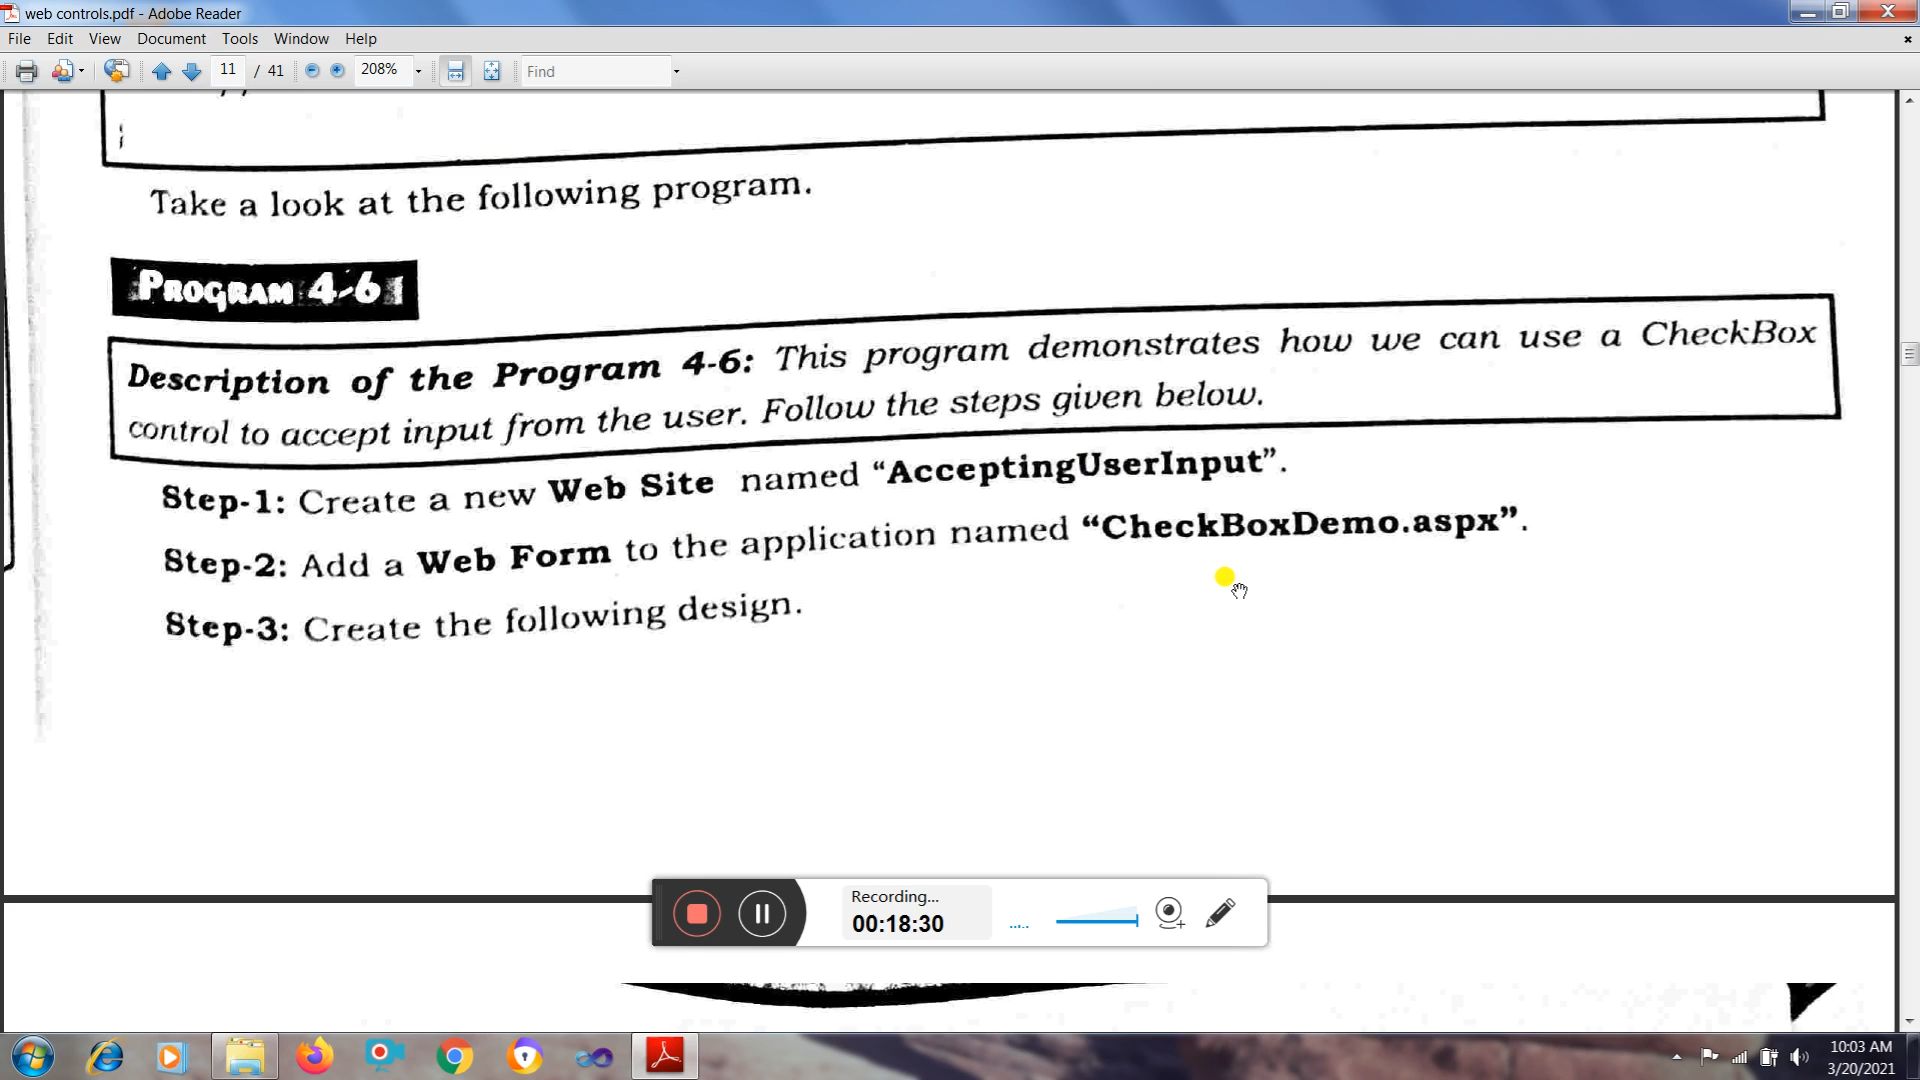 web controls.pdf - Adobe Reader
File Edit View Document Tools Window Help
11 / 41 208% Find
Take a look at the following program.
PROGRAM 4-6
Description of the Program 4-6: This program demonstrates how we can use a CheckBox
control to accept input from the user. Follow the steps given below.
Step-1: Create a new Web Site named “AcceptingUserInput”.
Step-2: Add a Web Form to the application named “CheckBoxDemo.aspx”.
Step-3: Create the following design.
Recording...
00:18:30
10:03 AM
3/20/2021